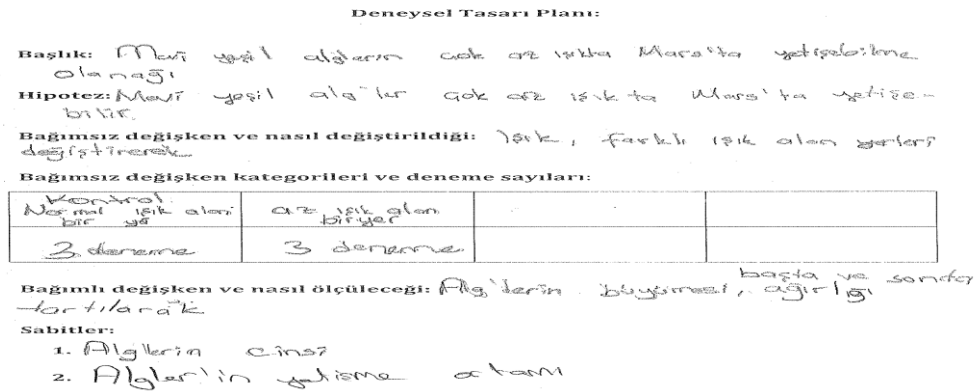 Deneysel Tasarı Planı:
Başlık: Mavi yeşil alglerin çok az ışıkta Mars'ta yetişebilme
olanağı
Hipotez: Mavi yeşil alg'ler çok az ışıkta Mars'ta yetişe-
bilir.
Bağımsız değişken ve nasıl değiştirildiği: Işık, farklı ışık alan yerleri
değiştirerek
Bağımsız değişken kategorileri ve deneme sayıları:
Kontrol
Normal ışık alan az ışık alan
bir yer bir yer
3 deneme 3 deneme
Bağımlı değişken ve nasıl ölçüleceği: Alg'lerin büyümesi, ağırlığı başta ve sonda
tartılarak
Sabitler:
1. Alglerin cinsi
2. Algler'in yetişme ortamı